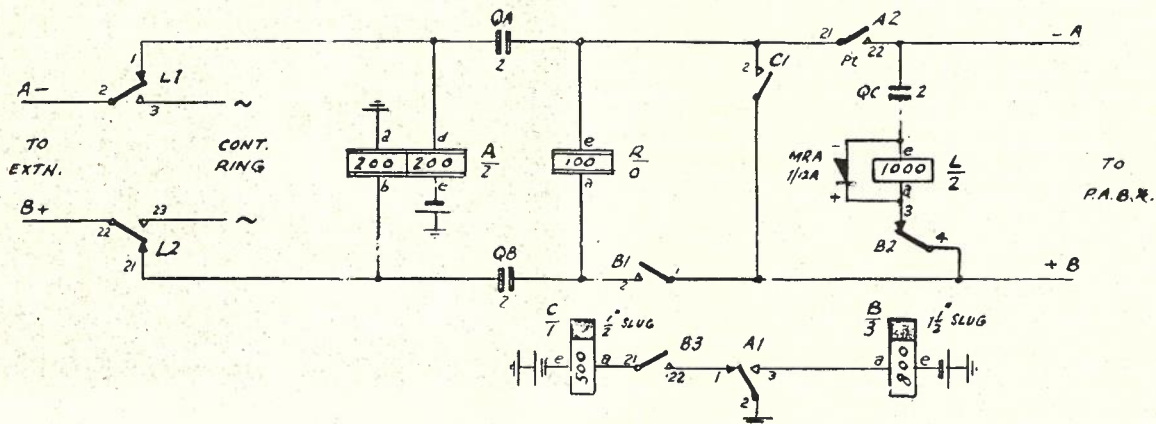 QA
2
A2
21
22
Pt
- A
1
L1
2
3
A-
~
C1
2
QC 2
TO
EXTN.
CONT.
RING
d
d
200 200
b
c
A
2
e
100
a
R
0
MRA
1/12A
-
+
e
1000
a
L
2
3
B2
4
TO
P.A.B.X.
B+
22
23
~
L2
21
QB
2
B1
2
1
+ B
C
1
1/2" SLUG
e
500
a
21
B3
22
1
A1
3
2
B
3
1 1/2" SLUG
a
800
e